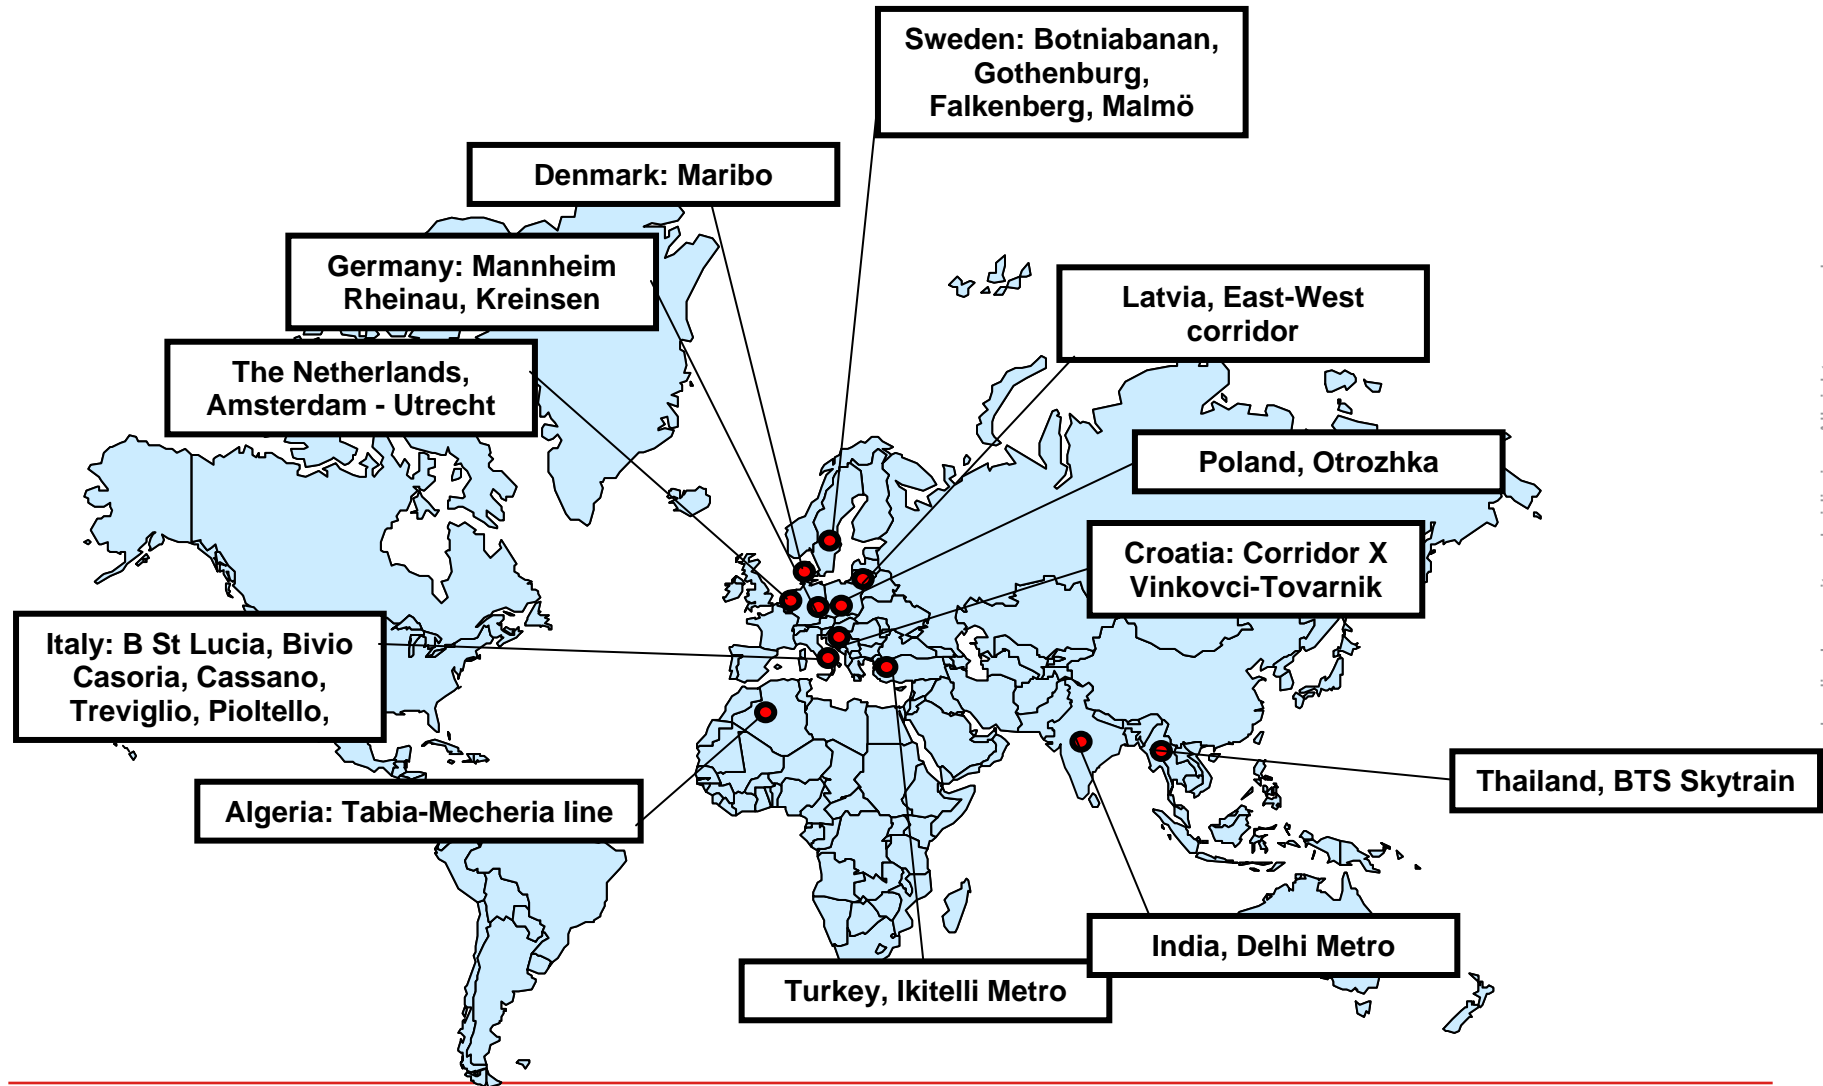 Sweden: Botniabanan,
Gothenburg,
Falkenberg, Malmö
Denmark: Maribo
Germany: Mannheim
Rheinau, Kreinsen
Latvia, East-West
corridor
The Netherlands,
Amsterdam - Utrecht
Poland, Otrozhka
Croatia: Corridor X
Vinkovci-Tovarnik
Italy: B St Lucia, Bivio
Casoria, Cassano,
Treviglio, Pioltello,
Thailand, BTS Skytrain
Algeria: Tabia-Mecheria line
India, Delhi Metro
Turkey, Ikitelli Metro